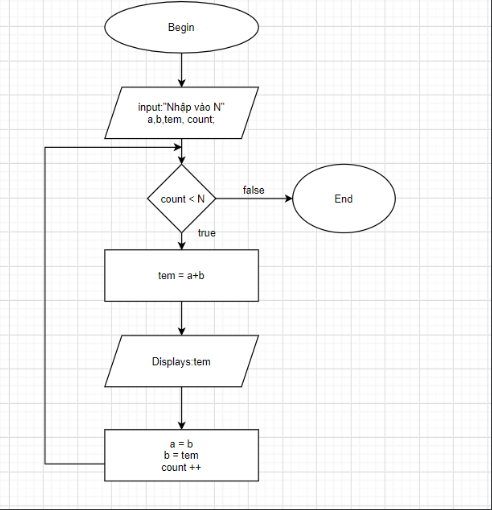 Begin
input:"Nhập vào N"
a,b,tem, count;
count < N
false
End
true
tem = a+b
Displays:tem
a = b
b = tem
count ++